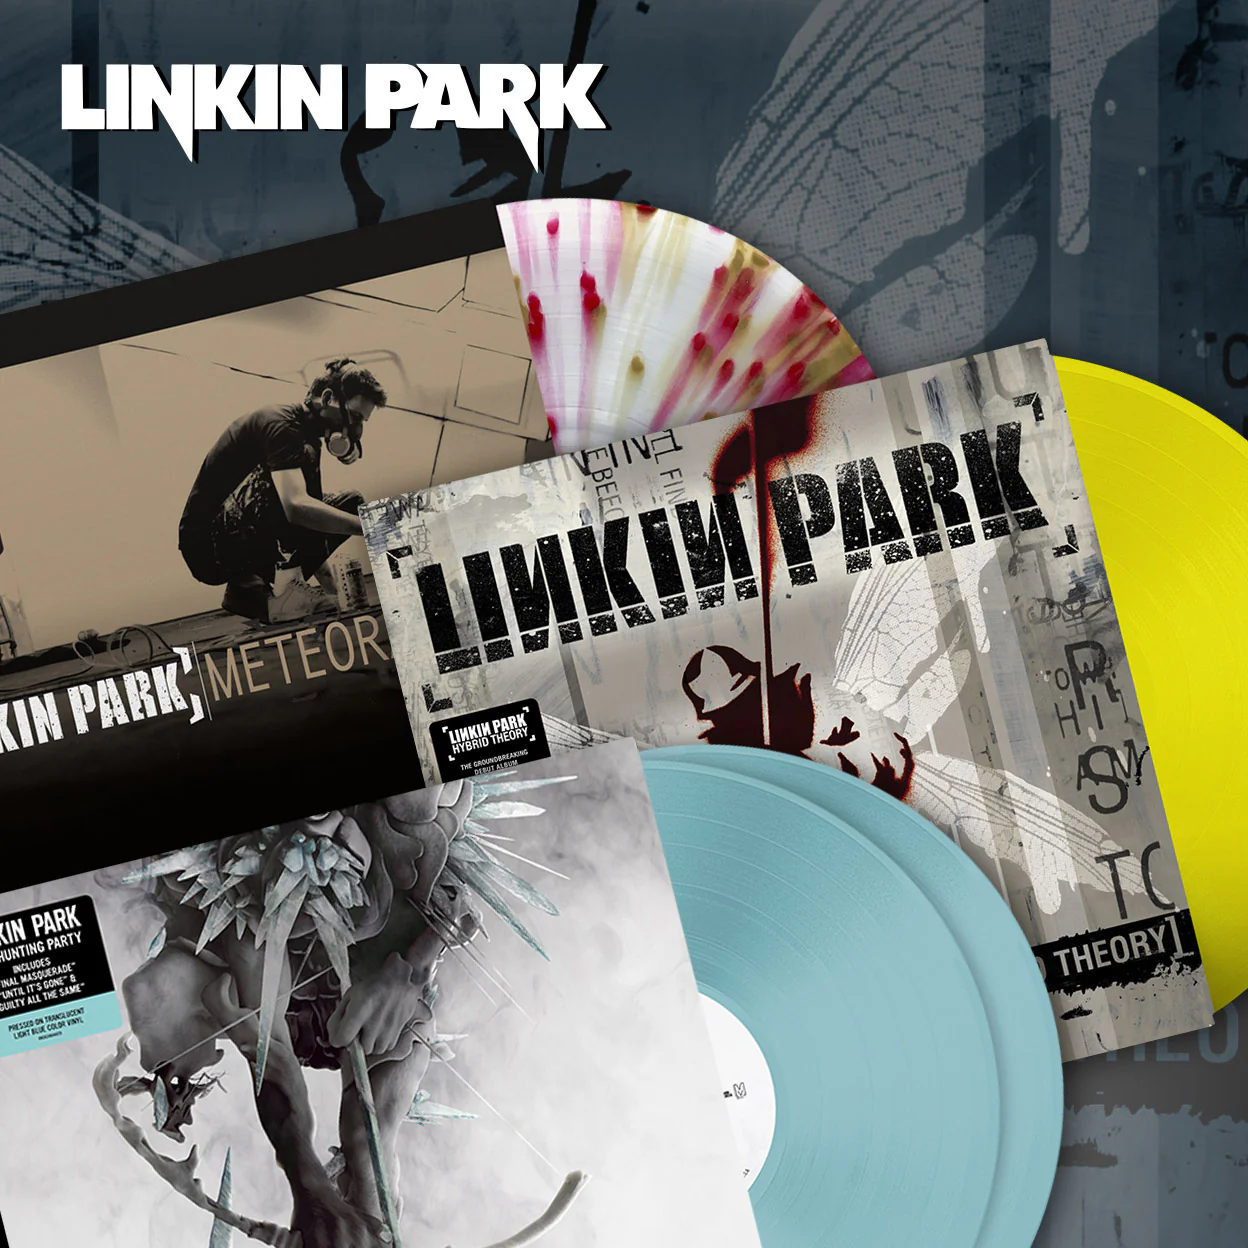 LINKIN PARK
KIN PARK METEOR
LINKIN PARK
LINKIN PARK
HYBRID THEORY
THE GROUNDBREAKING
DEBUT ALBUM
THEORY
TO
KIN PARK
HUNTING PARTY
INCLUDES
"UNTIL IT'S GONE" &
GUILTY ALL THE SAME"
PRESSED ON TRANSLUCENT
LIGHT BLUE COLOR VINYL